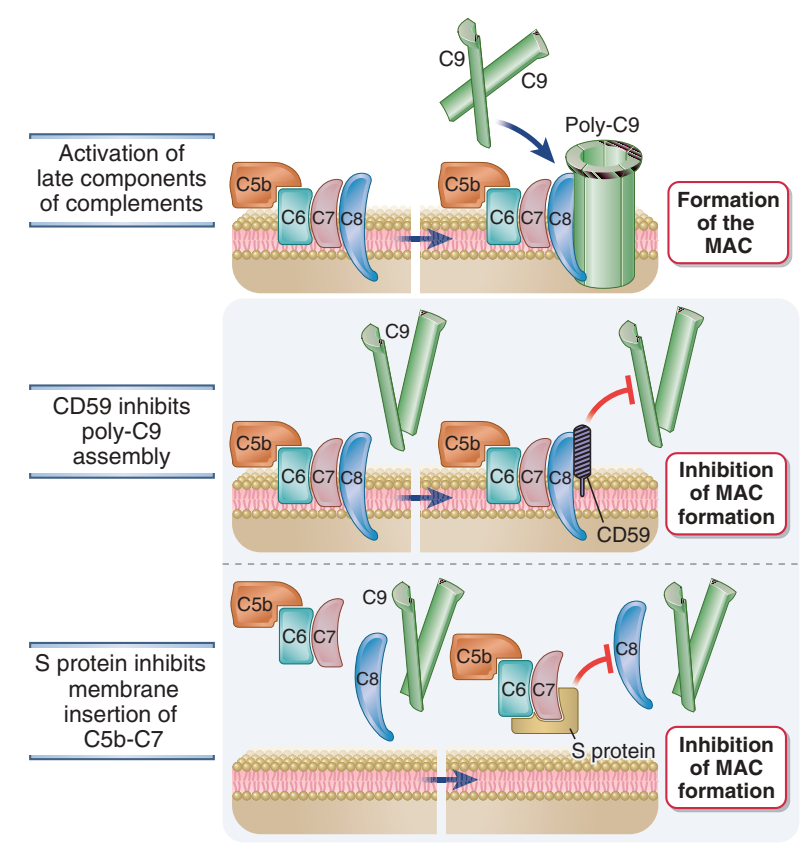 C9
C9
Poly-C9
Activation of
late components
of complements
C5b
C6
C7
C8
C5b
C6
C7
C8
Formation
of the
MAC
CD59 inhibits
poly-C9
assembly
C9
C5b
C6
C7
C8
C5b
C6
C7
C8
CD59
Inhibition
of MAC
formation
S protein inhibits
membrane
insertion of
C5b-C7
C5b
C6
C7
C9
C8
C5b
C6
C7
C8
S protein
Inhibition
of MAC
formation